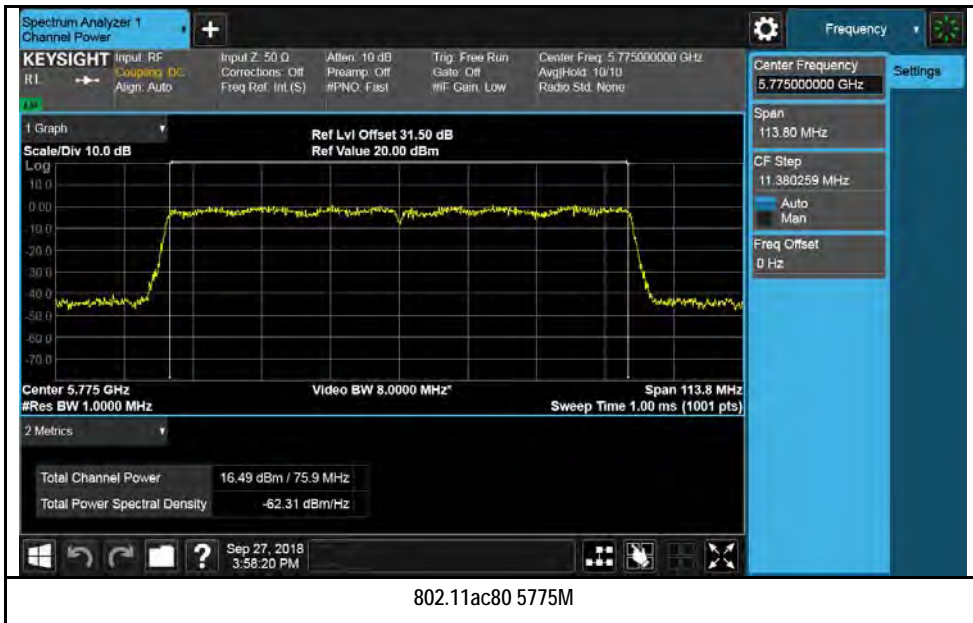 Spectrum Analyzer 1
Channel Power
+
Frequency
KEYSIGHT
RL
Input: RF
Coupling: DC
Align: Auto
Input Z: 50 Ω
Corrections: Off
Freq Ref: Int (S)
Atten: 10 dB
Preamp: Off
#PNO: Fast
Trig: Free Run
Gate: Off
#IF Gain: Low
Center Freq: 5.775000000 GHz
Avg|Hold: 10/10
Radio Std: None
Center Frequency
5.775000000 GHz
Settings
Span
113.80 MHz
CF Step
11.380259 MHz
Auto
Man
Freq Offset
0 Hz
1 Graph
Scale/Div 10.0 dB
Ref Lvl Offset 31.50 dB
Ref Value 20.00 dBm
Log
10.0
0.00
-10.0
-20.0
-30.0
-40.0
-50.0
-60.0
-70.0
Center 5.775 GHz
Video BW 8.0000 MHz*
Span 113.8 MHz
#Res BW 1.0000 MHz
Sweep Time 1.00 ms (1001 pts)
2 Metrics
Total Channel Power
16.49 dBm / 75.9 MHz
Total Power Spectral Density
-62.31 dBm/Hz
?
Sep 27, 2018
3:58:20 PM
802.11ac80 5775M